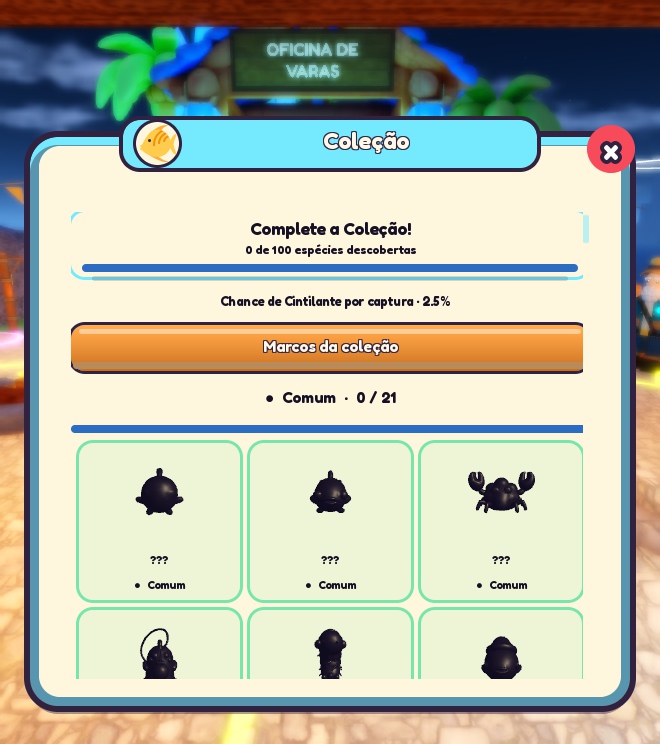 OFICINA DE
VARAS
Coleção
Complete a Coleção!
0 de 100 espécies descobertas
Chance de Cintilante por captura · 2.5%
Marcos da coleção
● Comum · 0 / 21
??? ??? ???
● Comum ● Comum ● Comum